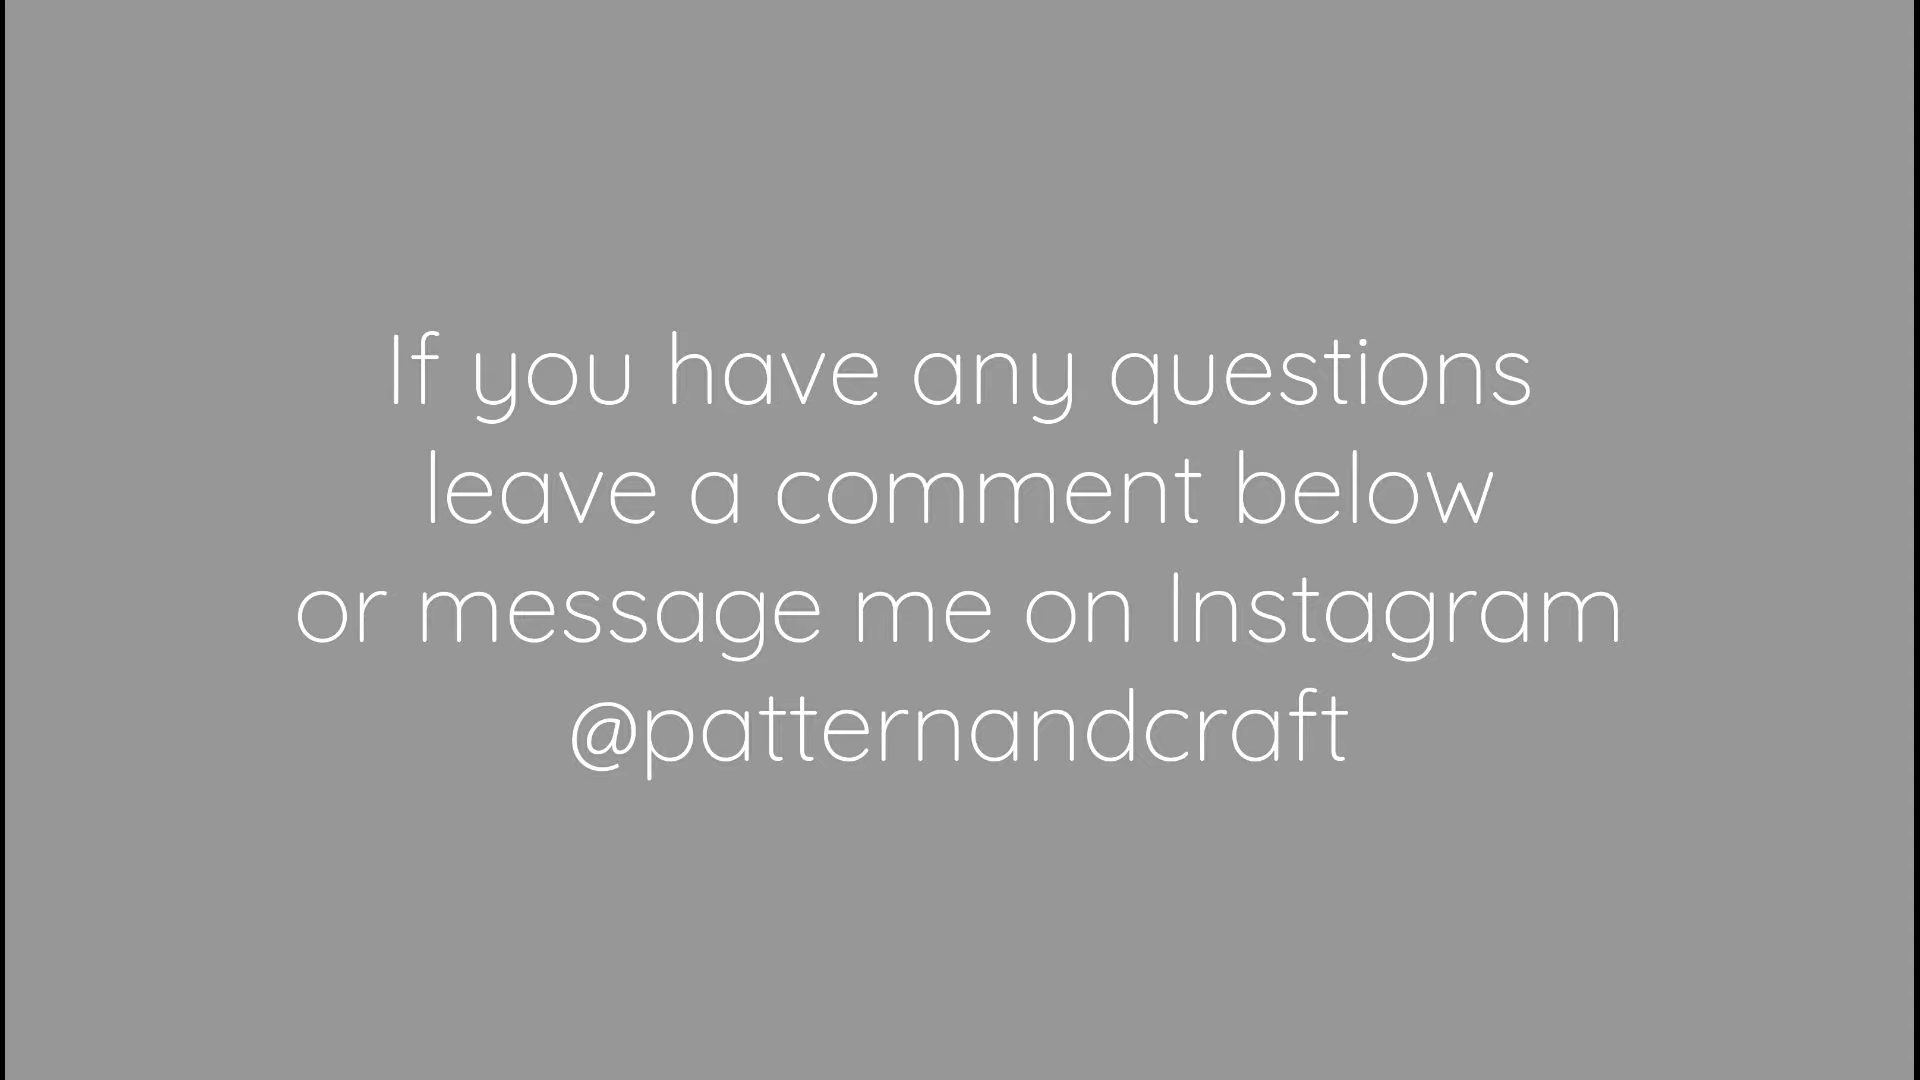 If you have any questions
leave a comment below
or message me on Instagram
@patternandcraft